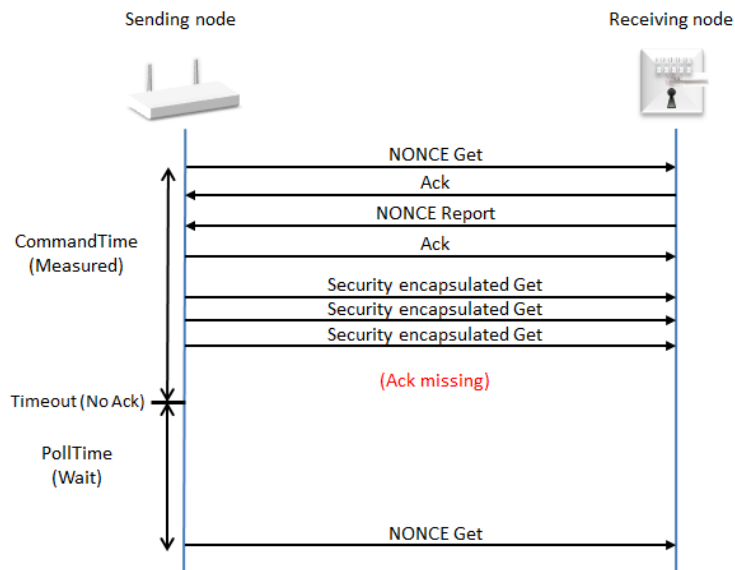 Sending node
Receiving node
NONCE Get
Ack
NONCE Report
CommandTime
(Measured)
Ack
Security encapsulated Get
Security encapsulated Get
Security encapsulated Get
(Ack missing)
Timeout (No Ack)
PollTime
(Wait)
NONCE Get